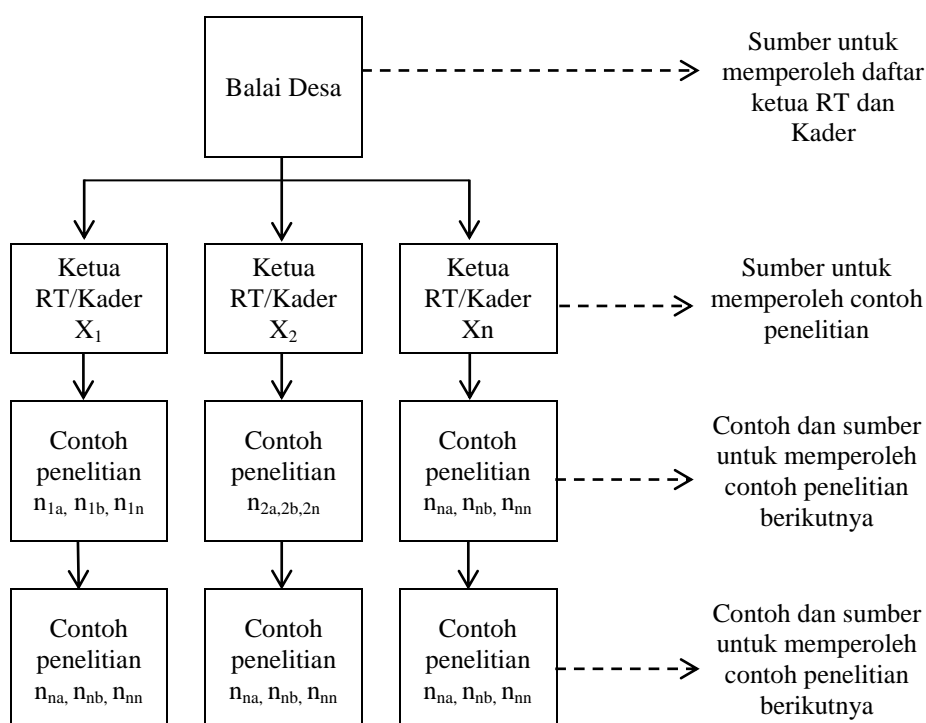 Balai Desa
Sumber untuk
memperoleh daftar
ketua RT dan
Kader
Ketua
RT/Kader
X₁
Ketua
RT/Kader
X₂
Ketua
RT/Kader
Xn
Sumber untuk
memperoleh contoh
penelitian
Contoh
penelitian
n₁ₐ, n₁b, n₁ₙ
Contoh
penelitian
n₂ₐ,₂b,₂ₙ
Contoh
penelitian
nₙₐ, nₙb, nₙₙ
Contoh dan sumber
untuk memperoleh
contoh penelitian
berikutnya
Contoh
penelitian
nₙₐ, nₙb, nₙₙ
Contoh
penelitian
nₙₐ, nₙb, nₙₙ
Contoh
penelitian
nₙₐ, nₙb, nₙₙ
Contoh dan sumber
untuk memperoleh
contoh penelitian
berikutnya